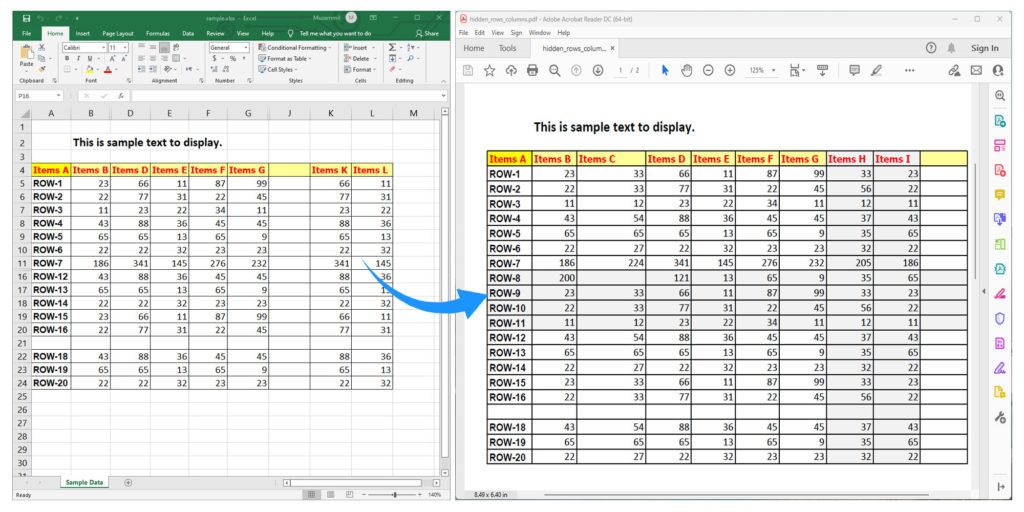 sample.xlsx - Excel
Muzammil M
File Home Insert Page Layout Formulas Data Review View Help Tell me what you want to do Share
Paste
Calibri 11
B I U
General
$ % ,
Conditional Formatting
Format as Table
Cell Styles
Insert
Delete
Format
Clipboard Font Alignment Number Styles Cells Editing
P16 fx
A B D E F G J K L M
1
2 This is sample text to display.
3
4 Items A Items B Items D Items E Items F Items G Items K Items L
5 ROW-1 23 66 11 87 99 66 11
6 ROW-2 22 77 31 22 45 77 31
7 ROW-3 11 23 22 34 11 23 22
8 ROW-4 43 88 36 45 45 88 36
9 ROW-5 65 65 13 65 9 65 13
10 ROW-6 22 22 32 23 23 22 32
11 ROW-7 186 341 145 276 232 341 145
16 ROW-12 43 88 36 45 45 88 36
17 ROW-13 65 65 13 65 9 65 13
18 ROW-14 22 22 32 23 23 22 32
19 ROW-15 23 66 11 87 99 66 11
20 ROW-16 22 77 31 22 45 77 31
21
22 ROW-18 43 88 36 45 45 88 36
23 ROW-19 65 65 13 65 9 65 13
24 ROW-20 22 22 32 23 23 22 32
25
26
27
28
29
30
31
Sample Data
Ready
140%
hidden_rows_columns.pdf - Adobe Acrobat Reader DC (64-bit)
File Edit View Sign Window Help
Home Tools hidden_rows_colum... × Sign In
1 / 2 125%
This is sample text to display.
Items A Items B Items C Items D Items E Items F Items G Items H Items I
ROW-1 23 33 66 11 87 99 33 23
ROW-2 22 33 77 31 22 45 56 22
ROW-3 11 12 23 22 34 11 12 11
ROW-4 43 54 88 36 45 45 37 43
ROW-5 65 65 65 13 65 9 35 65
ROW-6 22 27 22 32 23 23 32 22
ROW-7 186 224 341 145 276 232 205 186
ROW-8 200 121 13 65 9 35 65
ROW-9 23 33 66 11 87 99 33 23
ROW-10 22 33 77 31 22 45 56 22
ROW-11 11 12 23 22 34 11 12 11
ROW-12 43 54 88 36 45 45 37 43
ROW-13 65 65 65 13 65 9 35 65
ROW-14 22 27 22 32 23 23 32 22
ROW-15 23 33 66 11 87 99 33 23
ROW-16 22 33 77 31 22 45 56 22
ROW-18 43 54 88 36 45 45 37 43
ROW-19 65 65 65 13 65 9 35 65
ROW-20 22 27 22 32 23 23 32 22
8.49 x 6.40 in